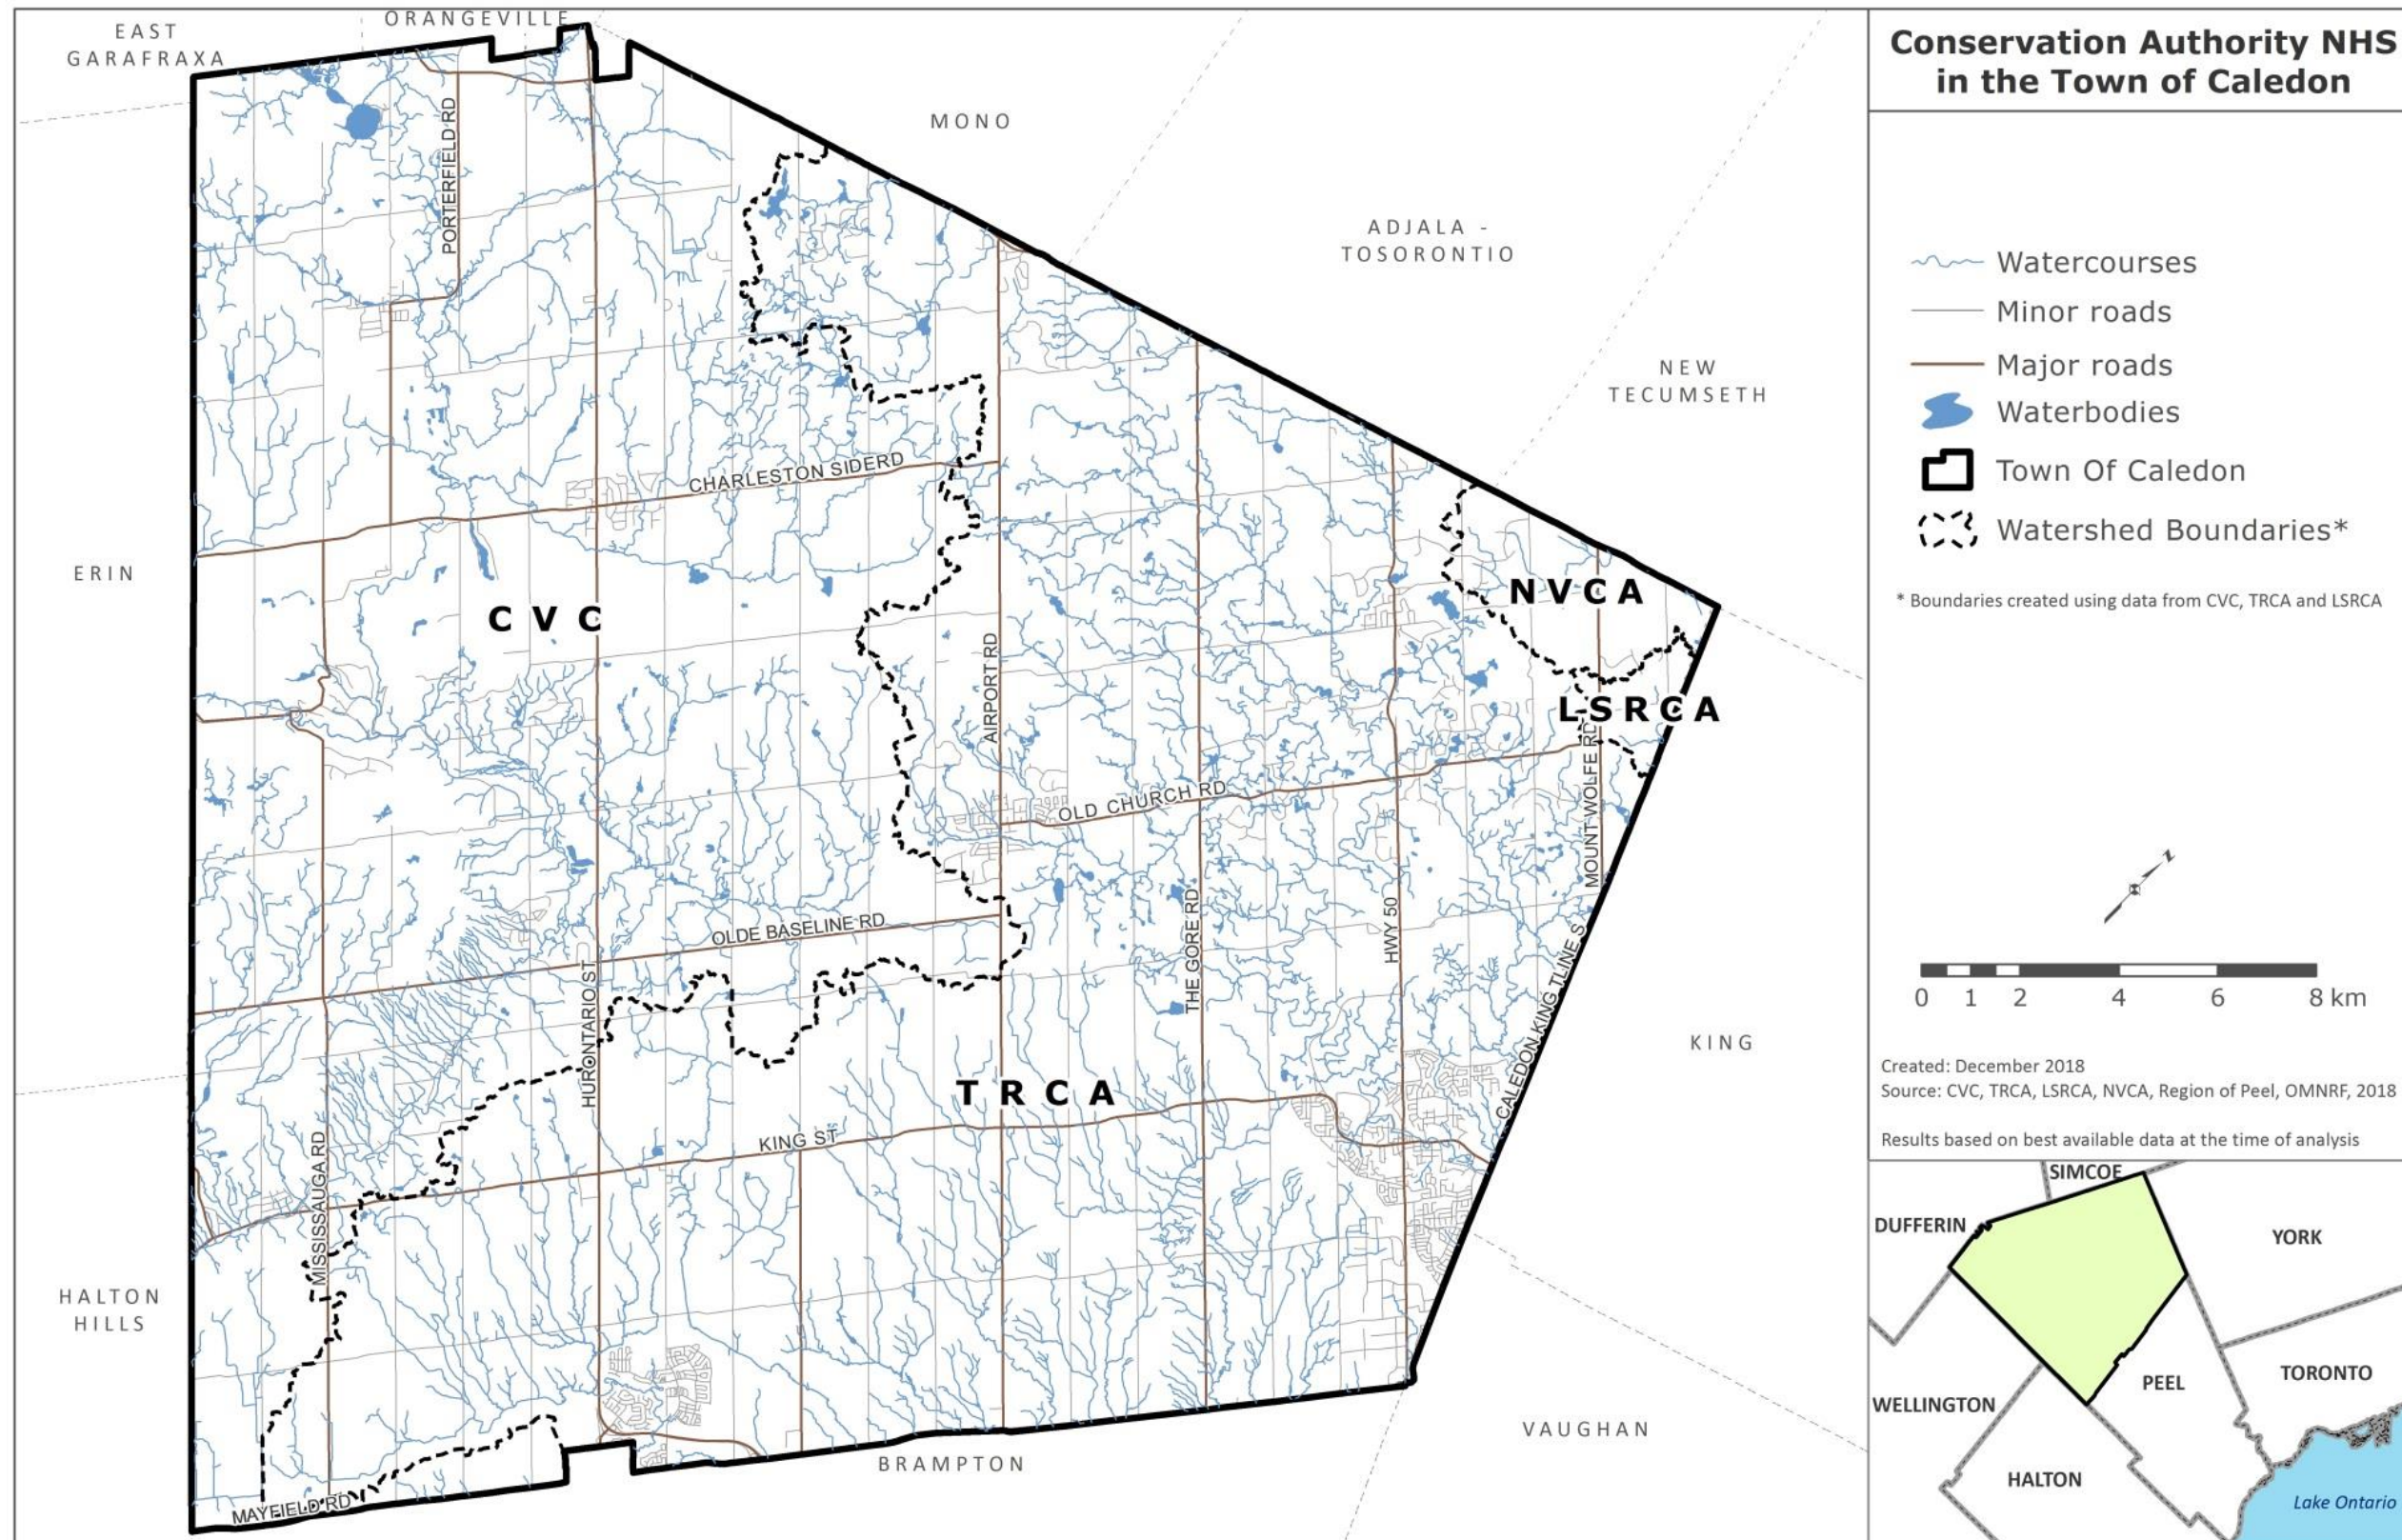 ORANGEVILLE
EAST
GARAFRAXA
MONO
ADJALA -
TOSORONTIO
NEW
TECUMSETH
ERIN
HALTON
HILLS
KING
VAUGHAN
BRAMPTON
PORTERFIELD RD
CHARLESTON SIDERD
CVC
NVCA
LSRCA
AIRPORT RD
OLD CHURCH RD
MOUNT WOLFE RD
OLDE BASELINE RD
THE GORE RD
HWY 50
HURONTARIO ST
CALEDON KING TLINE S
TRCA
KING ST
MISSISSAUGA RD
MAYFIELD RD
Conservation Authority NHS
in the Town of Caledon
Watercourses
Minor roads
Major roads
Waterbodies
Town Of Caledon
Watershed Boundaries*
* Boundaries created using data from CVC, TRCA and LSRCA
N
0 1 2 4 6 8 km
Created: December 2018
Source: CVC, TRCA, LSRCA, NVCA, Region of Peel, OMNRF, 2018
Results based on best available data at the time of analysis
SIMCOE
DUFFERIN
YORK
PEEL
TORONTO
WELLINGTON
HALTON
Lake Ontario